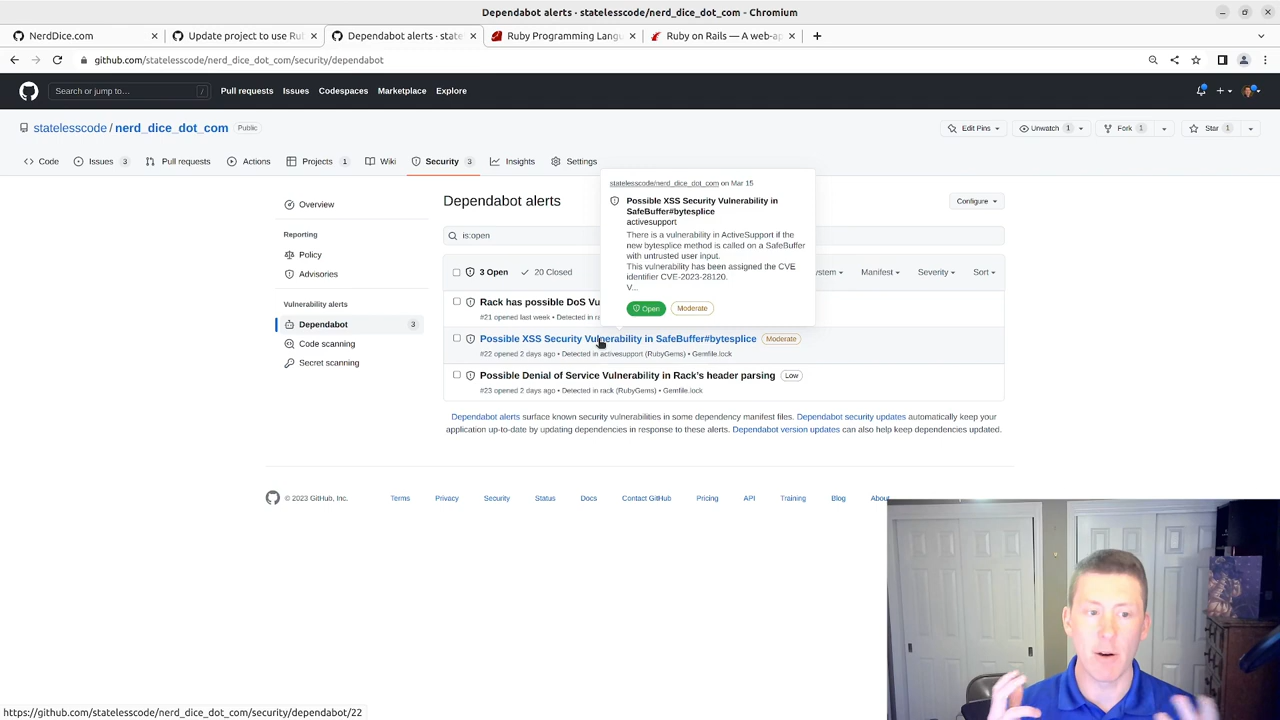 Dependabot alerts - statelesscode/nerd_dice_dot_com - Chromium
NerdDice.com
Update project to use Ru
Dependabot alerts · state
Ruby Programming Langu
Ruby on Rails — A web-ap
github.com/statelesscode/nerd_dice_dot_com/security/dependabot
Search or jump to…
/
Pull requests
Issues
Codespaces
Marketplace
Explore
statelesscode / nerd_dice_dot_com
Public
Edit Pins
Unwatch 1
Fork 1
Star 1
Code
Issues 3
Pull requests
Actions
Projects 1
Wiki
Security 3
Insights
Settings
Overview
Reporting
Policy
Advisories
Vulnerability alerts
Dependabot 3
Code scanning
Secret scanning
Dependabot alerts
Configure
is:open
3 Open
20 Closed
ystem
Manifest
Severity
Sort
statelesscode/nerd_dice_dot_com on Mar 15
Possible XSS Security Vulnerability in
SafeBuffer#bytesplice
activesupport
There is a vulnerability in ActiveSupport if the
new bytesplice method is called on a SafeBuffer
with untrusted user input.
This vulnerability has been assigned the CVE
identifier CVE-2023-28120.
V...
Open
Moderate
Rack has possible DoS Vu
#21 opened last week • Detected in ra
Possible XSS Security Vulnerability in SafeBuffer#bytesplice
Moderate
#22 opened 2 days ago • Detected in activesupport (RubyGems) • Gemfile.lock
Possible Denial of Service Vulnerability in Rack's header parsing
Low
#23 opened 2 days ago • Detected in rack (RubyGems) • Gemfile.lock
Dependabot alerts surface known security vulnerabilities in some dependency manifest files. Dependabot security updates automatically keep your
application up-to-date by updating dependencies in response to these alerts. Dependabot version updates can also help keep dependencies updated.
© 2023 GitHub, Inc.
Terms
Privacy
Security
Status
Docs
Contact GitHub
Pricing
API
Training
Blog
About
https://github.com/statelesscode/nerd_dice_dot_com/security/dependabot/22